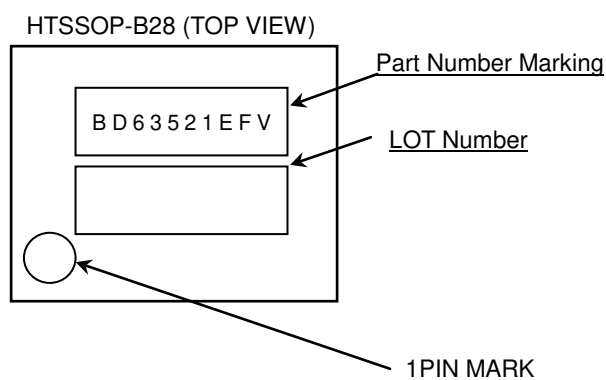 HTSSOP-B28 (TOP VIEW)
Part Number Marking
BD63521EFV
LOT Number
1PIN MARK